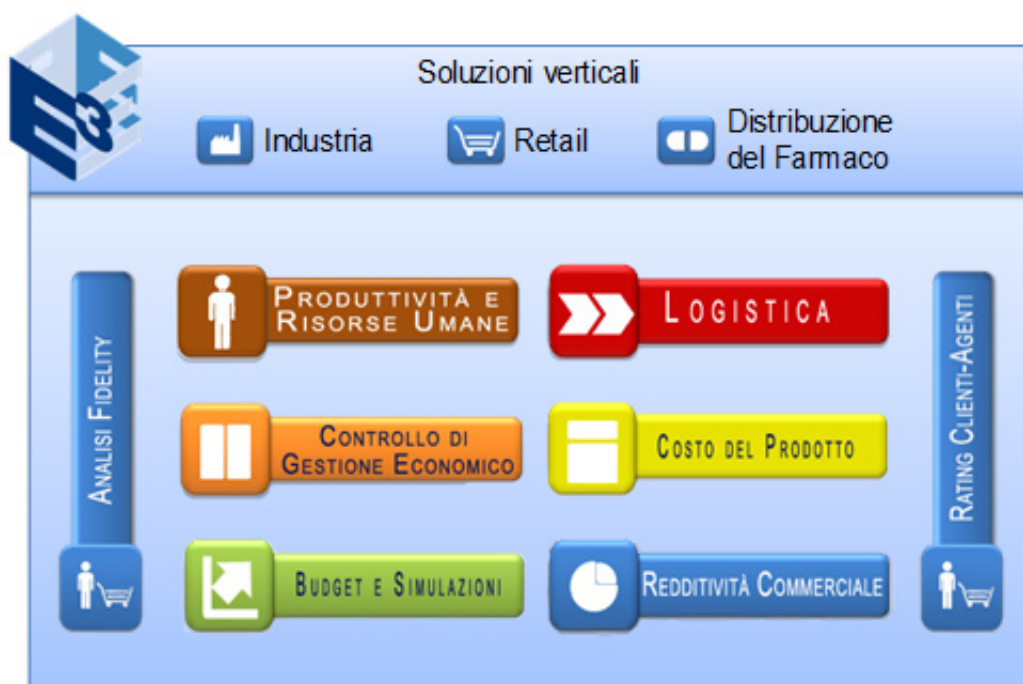 E3
Soluzioni verticali
Industria
Retail
Distribuzione
del Farmaco
ANALISI FIDELITY
PRODUTTIVITÀ E
RISORSE UMANE
LOGISTICA
CONTROLLO DI
GESTIONE ECONOMICO
COSTO DEL PRODOTTO
BUDGET E SIMULAZIONI
REDDITIVITÀ COMMERCIALE
RATING CLIENTI-AGENTI